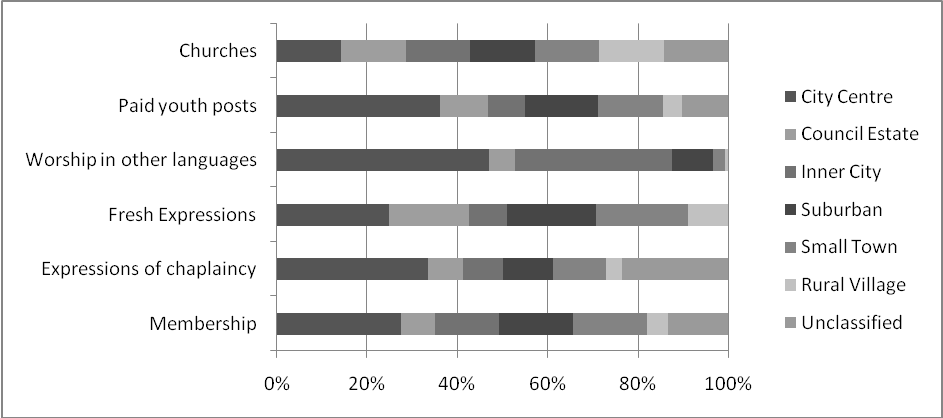 Churches
Paid youth posts
Worship in other languages
Fresh Expressions
Expressions of chaplaincy
Membership
0% 20% 40% 60% 80% 100%
City Centre
Council Estate
Inner City
Suburban
Small Town
Rural Village
Unclassified